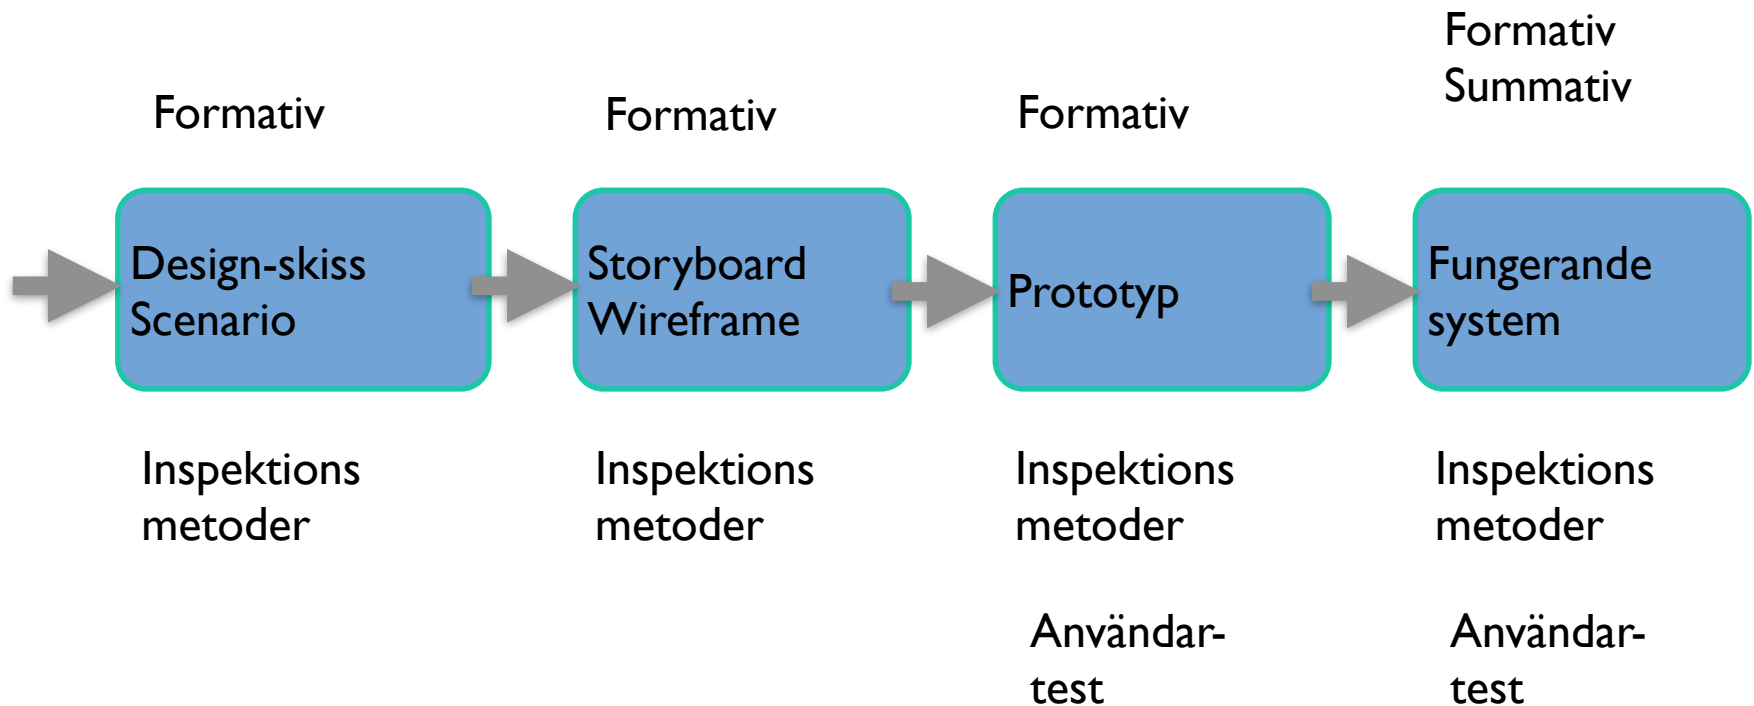 Formativ
Summativ
Formativ
Formativ
Formativ
Design-skiss
Scenario
Storyboard
Wireframe
Prototyp
Fungerande
system
Inspektions
metoder
Inspektions
metoder
Inspektions
metoder
Inspektions
metoder
Användar-
test
Användar-
test